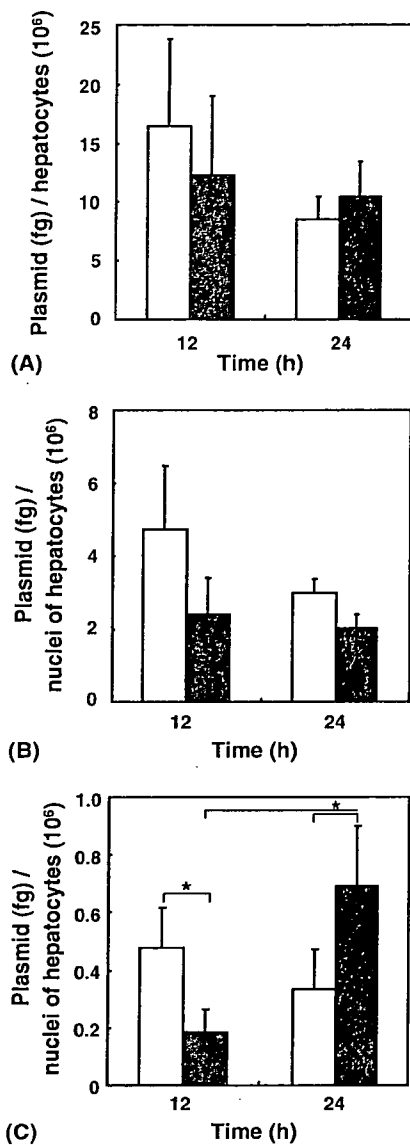 Plasmid (fg) / hepatocytes (10⁶)
25
20
15
10
5
0
12
24
Time (h)
(A)
Plasmid (fg) /
nuclei of hepatocytes (10⁶)
8
6
4
2
0
12
24
Time (h)
(B)
Plasmid (fg) /
nuclei of hepatocytes (10⁶)
1.0
0.8
0.6
0.4
0.2
0
*
*
12
24
Time (h)
(C)